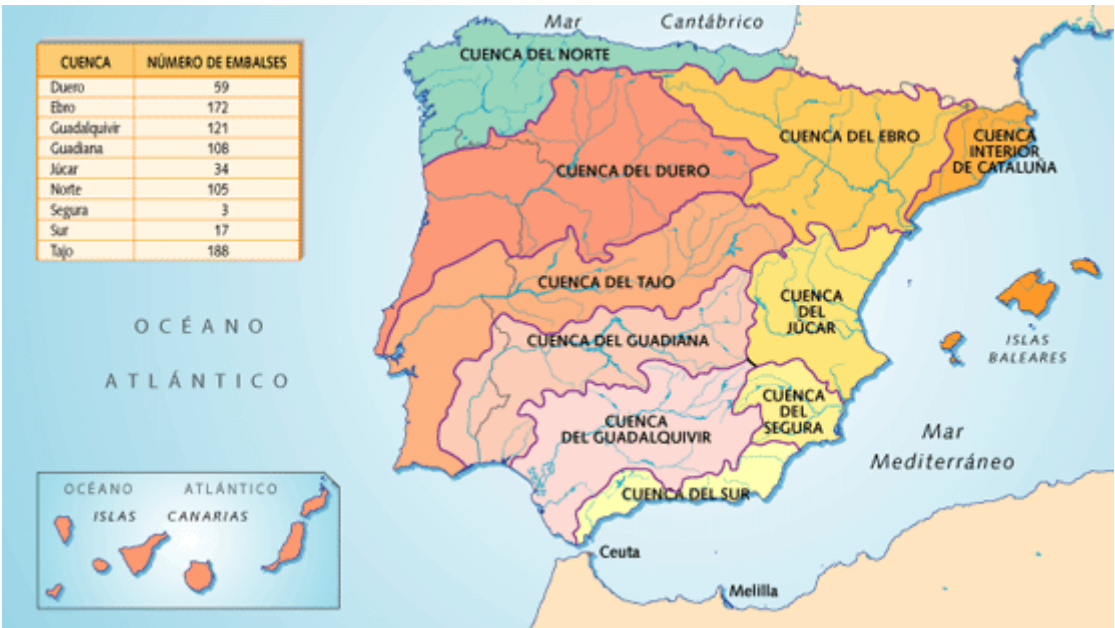 Mar Cantábrico
CUENCA NÚMERO DE EMBALSES
Duero 59
Ebro 172
Guadalquivir 121
Guadiana 108
Júcar 34
Norte 105
Segura 3
Sur 17
Tajo 188
CUENCA DEL NORTE
CUENCA DEL EBRO
CUENCA
INTERIOR
DE CATALUÑA
CUENCA DEL DUERO
CUENCA DEL TAJO
CUENCA
DEL
JÚCAR
CUENCA DEL GUADIANA
CUENCA
DEL
SEGURA
CUENCA
DEL GUADALQUIVIR
CUENCA DEL SUR
OCÉANO
ATLÁNTICO
ISLAS
BALEARES
Mar
Mediterráneo
OCÉANO ATLÁNTICO
ISLAS CANARIAS
Ceuta
Melilla